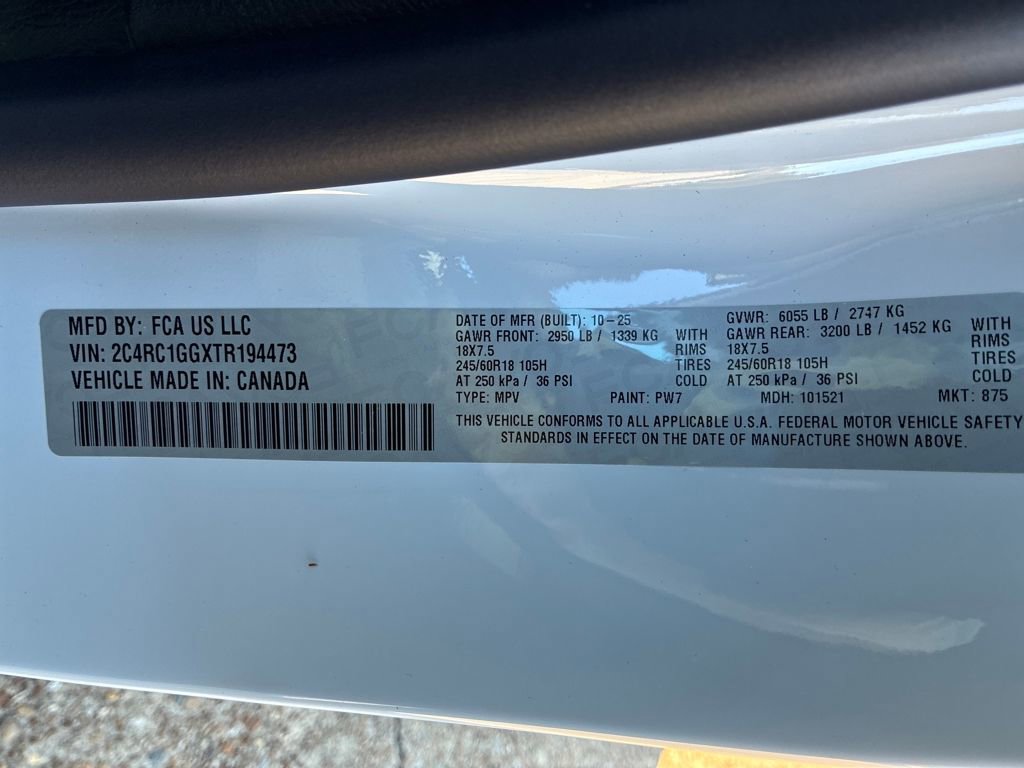 MFD BY: FCA US LLC
VIN: 2C4RC1GGXTR194473
VEHICLE MADE IN: CANADA
DATE OF MFR (BUILT): 10-25
GAWR FRONT: 2950 LB / 1339 KG WITH
18X7.5 RIMS
245/60R18 105H TIRES
AT 250 kPa / 36 PSI COLD
GVWR: 6055 LB / 2747 KG
GAWR REAR: 3200 LB / 1452 KG WITH
18X7.5 RIMS
245/60R18 105H TIRES
AT 250 kPa / 36 PSI COLD
TYPE: MPV PAINT: PW7 MDH: 101521 MKT: 875
THIS VEHICLE CONFORMS TO ALL APPLICABLE U.S.A. FEDERAL MOTOR VEHICLE SAFETY
STANDARDS IN EFFECT ON THE DATE OF MANUFACTURE SHOWN ABOVE.